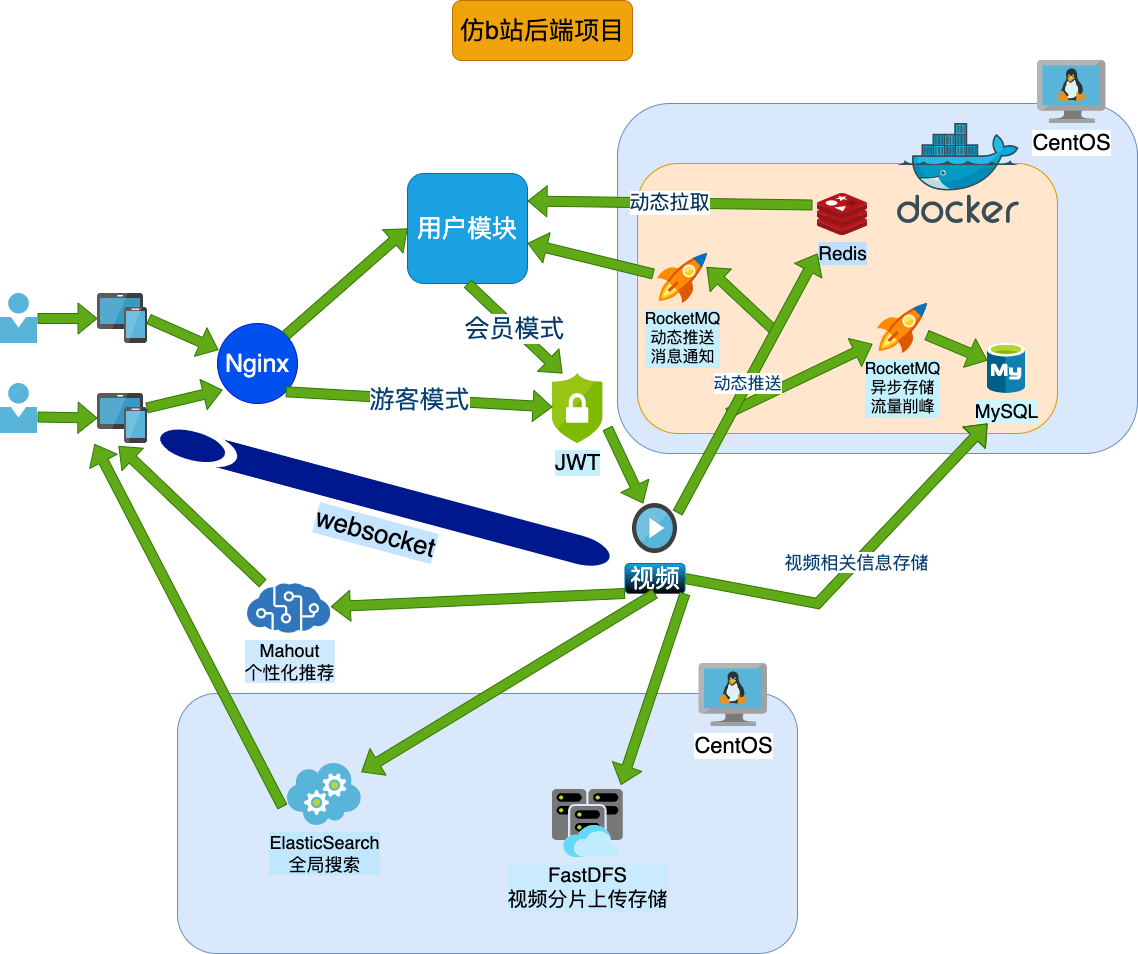 仿b站后端项目
CentOS
docker
用户模块
动态拉取
Redis
RocketMQ
动态推送
消息通知
会员模式
Nginx
RocketMQ
异步存储
流量削峰
My
MySQL
动态推送
游客模式
JWT
websocket
视频
视频相关信息存储
Mahout
个性化推荐
CentOS
ElasticSearch
全局搜索
FastDFS
视频分片上传存储